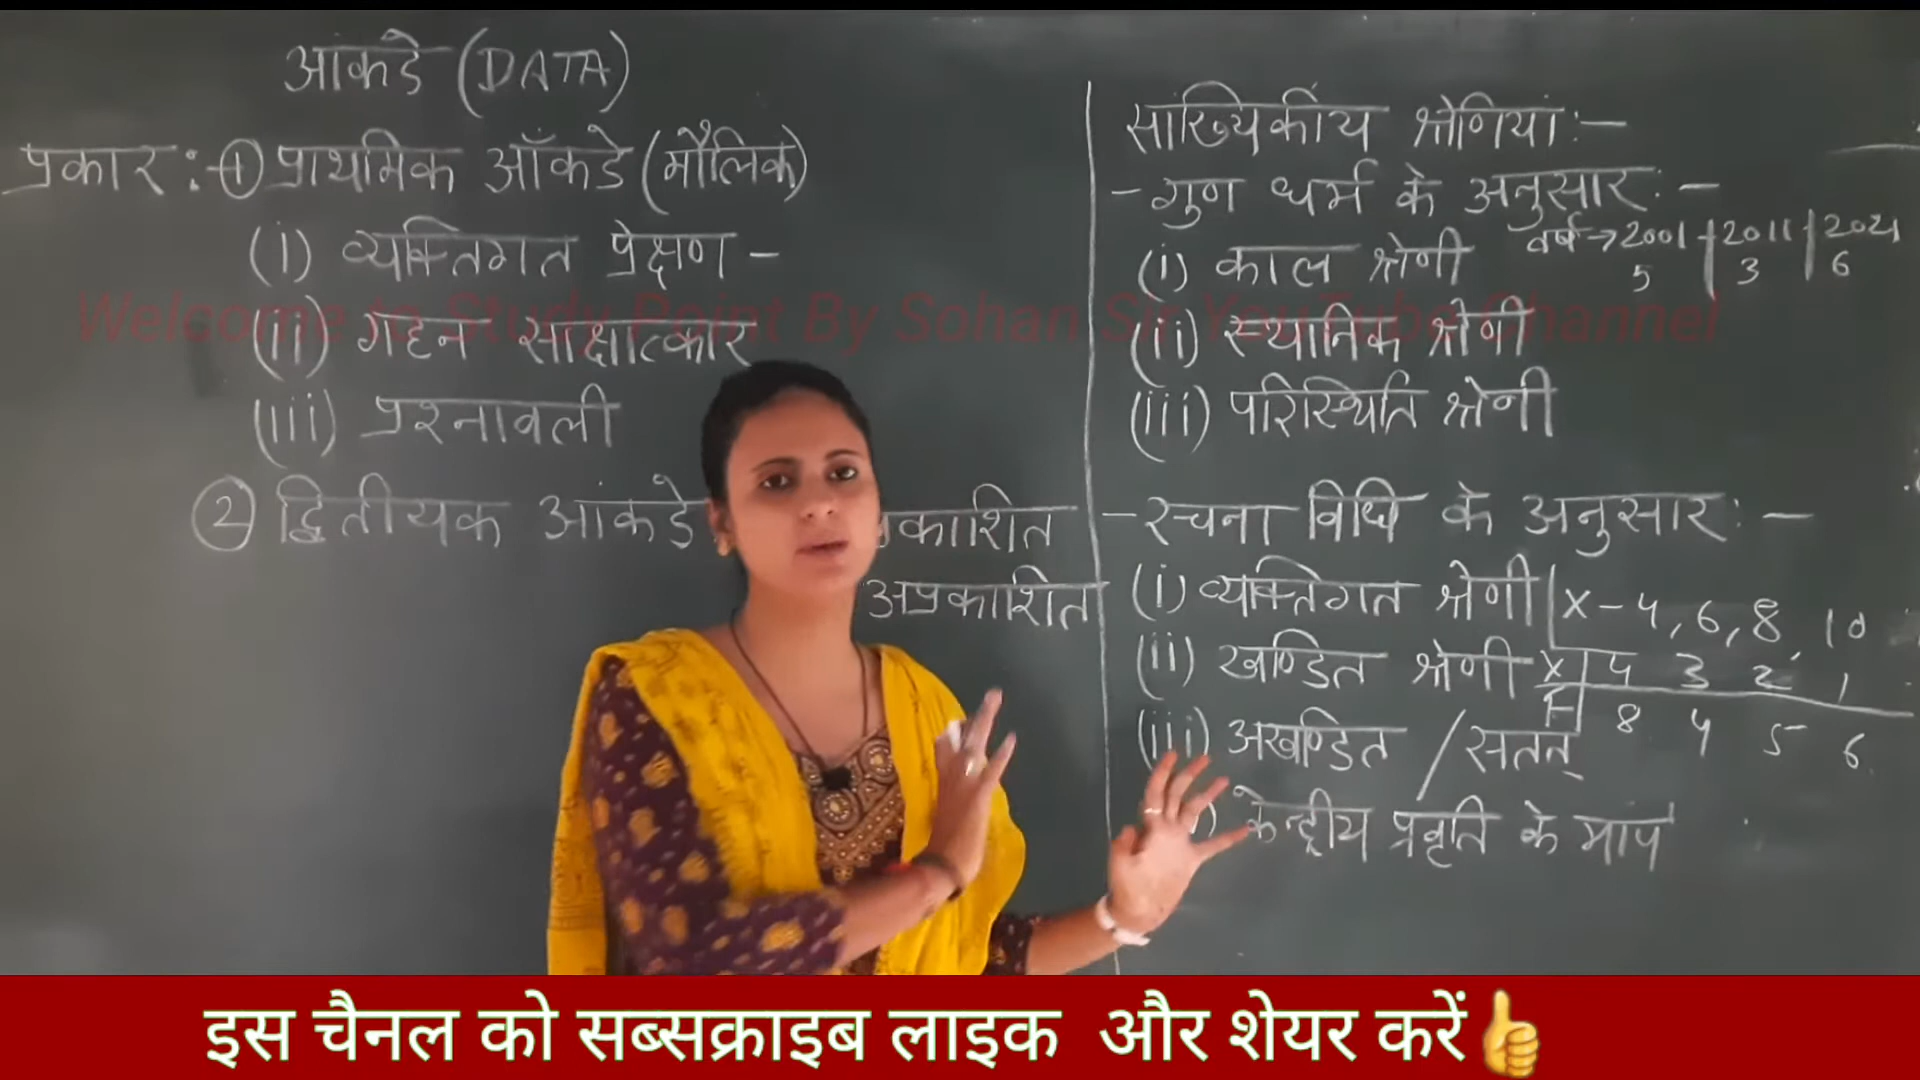 आंकडे (DATA)
प्रकार :- ① प्राथमिक आँकडे (मौलिक)
(i) व्यक्तिगत प्रेक्षण -
(ii) गहन साक्षात्कार
(iii) प्रश्नावली
② द्वितीयक आंकडे
प्रकाशित
अप्रकाशित
सांख्यिकीय श्रेणियां :-
- गुण धर्म के अनुसार :-
(i) काल श्रेणी वर्ष → 2001 | 2011 | 2021
5 | 3 | 6
(ii) स्थानिक श्रेणी
(iii) परिस्थिति श्रेणी
- रचना विधि के अनुसार :-
(i) व्यक्तिगत श्रेणी | X - 4, 6, 8, 10
(ii) खण्डित श्रेणी X | 4 3 2 1
F | 8 4 5 6
(iii) अखण्डित / सतत्
केन्द्रीय प्रवृति के माप
Welcome to Study Point By Sohan Sir YouTube Channel
इस चैनल को सब्सक्राइब लाइक और शेयर करें👍